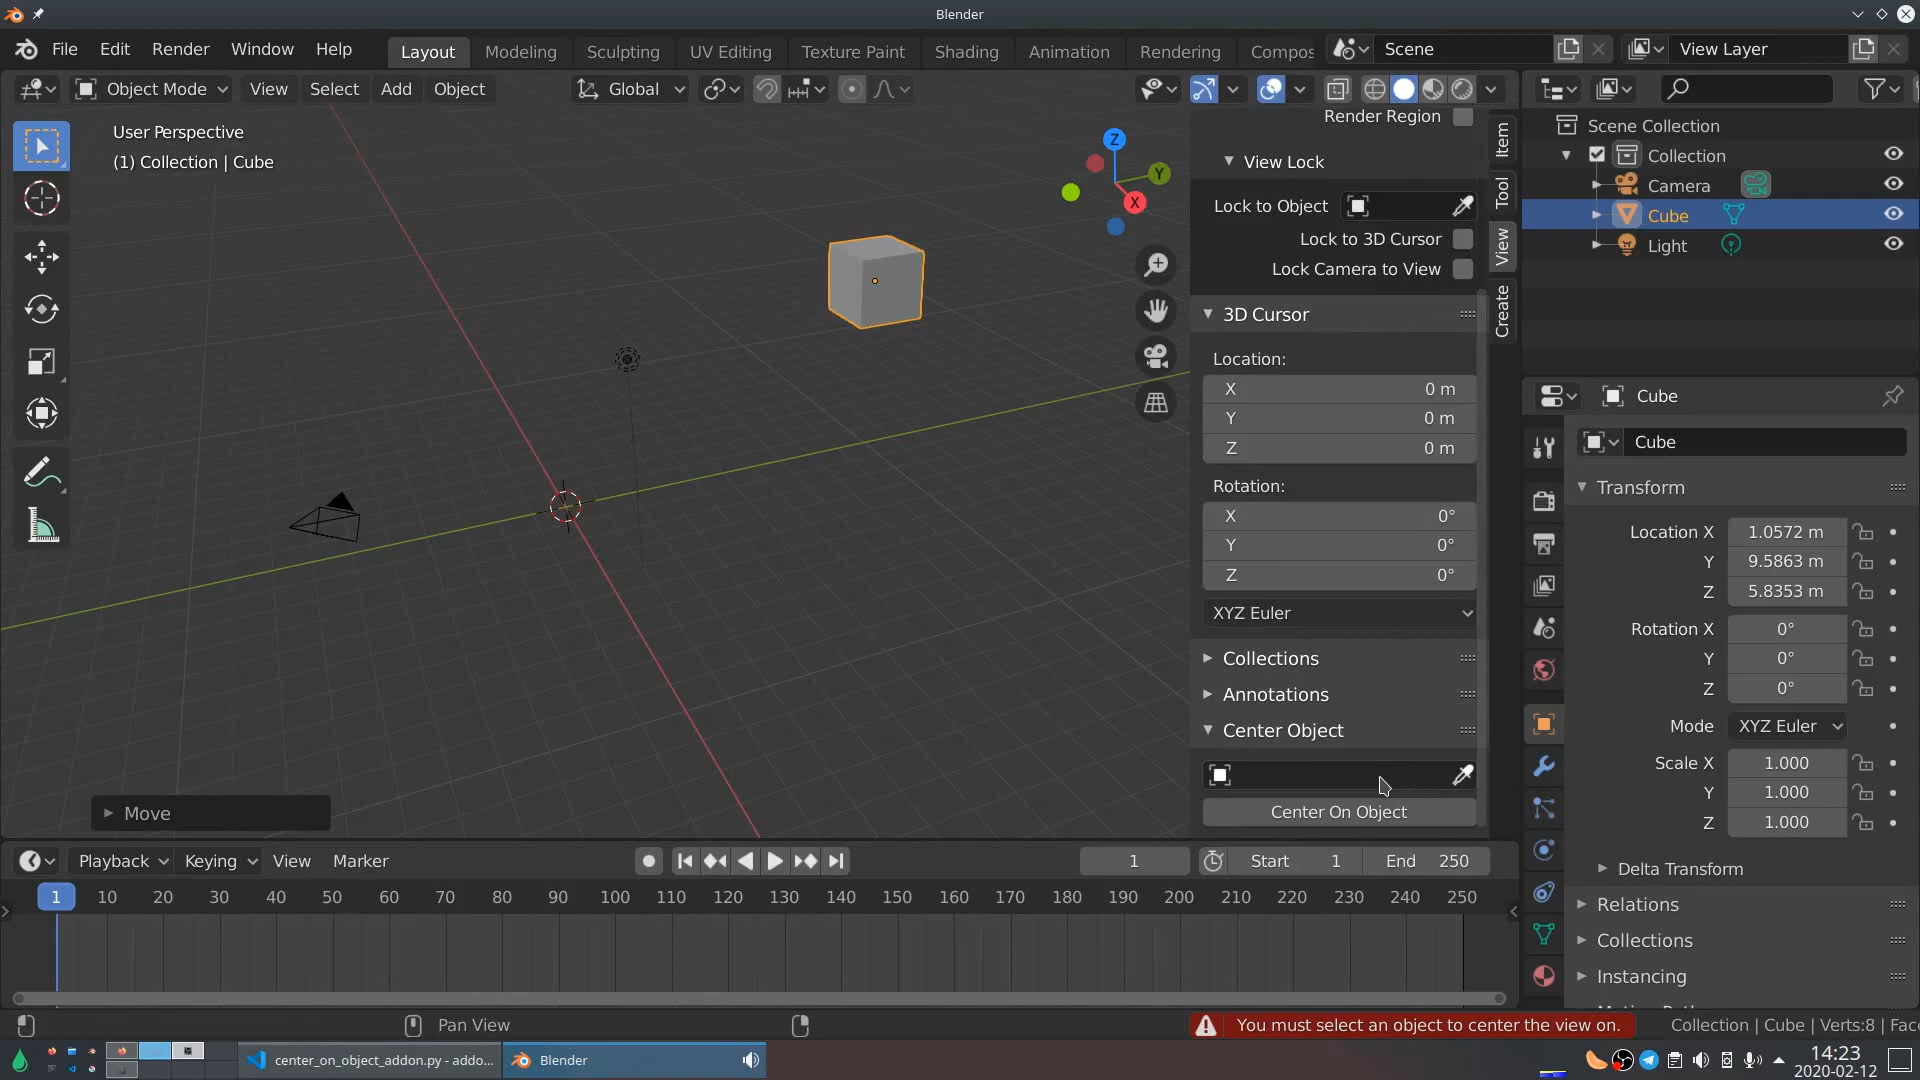 Blender
File Edit Render Window Help
Layout Modeling Sculpting UV Editing Texture Paint Shading Animation Rendering Compos
Scene
View Layer
Object Mode View Select Add Object
Global
User Perspective
(1) Collection | Cube
Z
Y
X
Render Region
View Lock
Lock to Object
Lock to 3D Cursor
Lock Camera to View
3D Cursor
Location:
X 0 m
Y 0 m
Z 0 m
Rotation:
X 0°
Y 0°
Z 0°
XYZ Euler
Collections
Annotations
Center Object
Center On Object
Item
Tool
View
Create
Move
Scene Collection
Collection
Camera
Cube
Light
Cube
Cube
Transform
Location X 1.0572 m
Y 9.5863 m
Z 5.8353 m
Rotation X 0°
Y 0°
Z 0°
Mode XYZ Euler
Scale X 1.000
Y 1.000
Z 1.000
Delta Transform
Relations
Collections
Instancing
Playback Keying View Marker
1
Start 1 End 250
1 10 20 30 40 50 60 70 80 90 100 110 120 130 140 150 160 170 180 190 200 210 220 230 240 250
Pan View
You must select an object to center the view on.
Collection | Cube | Verts:8 | Fac
center_on_object_addon.py - addo...
Blender
14:23
2020-02-12